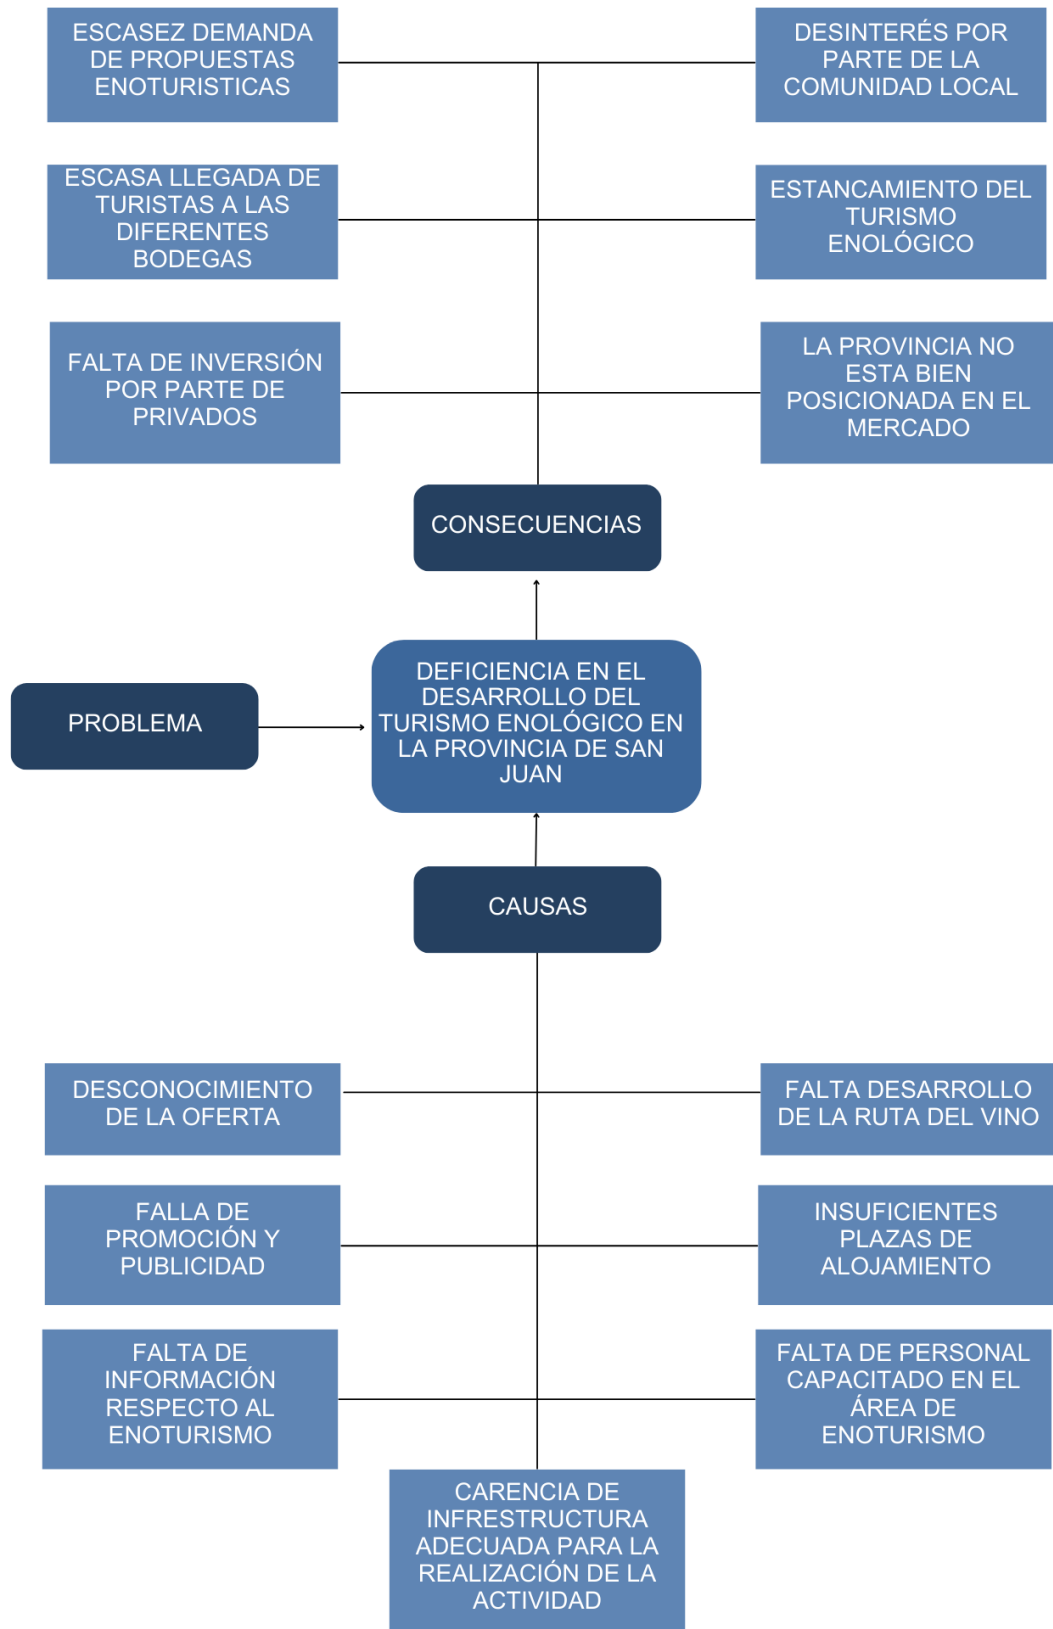 ESCASEZ DEMANDA
DE PROPUESTAS
ENOTURISTICAS
DESINTERÉS POR
PARTE DE LA
COMUNIDAD LOCAL
ESCASA LLEGADA DE
TURISTAS A LAS
DIFERENTES
BODEGAS
ESTANCAMIENTO DEL
TURISMO
ENOLÓGICO
FALTA DE INVERSIÓN
POR PARTE DE
PRIVADOS
LA PROVINCIA NO
ESTA BIEN
POSICIONADA EN EL
MERCADO
CONSECUENCIAS
PROBLEMA
DEFICIENCIA EN EL
DESARROLLO DEL
TURISMO ENOLÓGICO EN
LA PROVINCIA DE SAN
JUAN
CAUSAS
DESCONOCIMIENTO
DE LA OFERTA
FALTA DESARROLLO
DE LA RUTA DEL VINO
FALLA DE
PROMOCIÓN Y
PUBLICIDAD
INSUFICIENTES
PLAZAS DE
ALOJAMIENTO
FALTA DE
INFORMACIÓN
RESPECTO AL
ENOTURISMO
FALTA DE PERSONAL
CAPACITADO EN EL
ÁREA DE
ENOTURISMO
CARENCIA DE
INFRESTRUCTURA
ADECUADA PARA LA
REALIZACIÓN DE LA
ACTIVIDAD